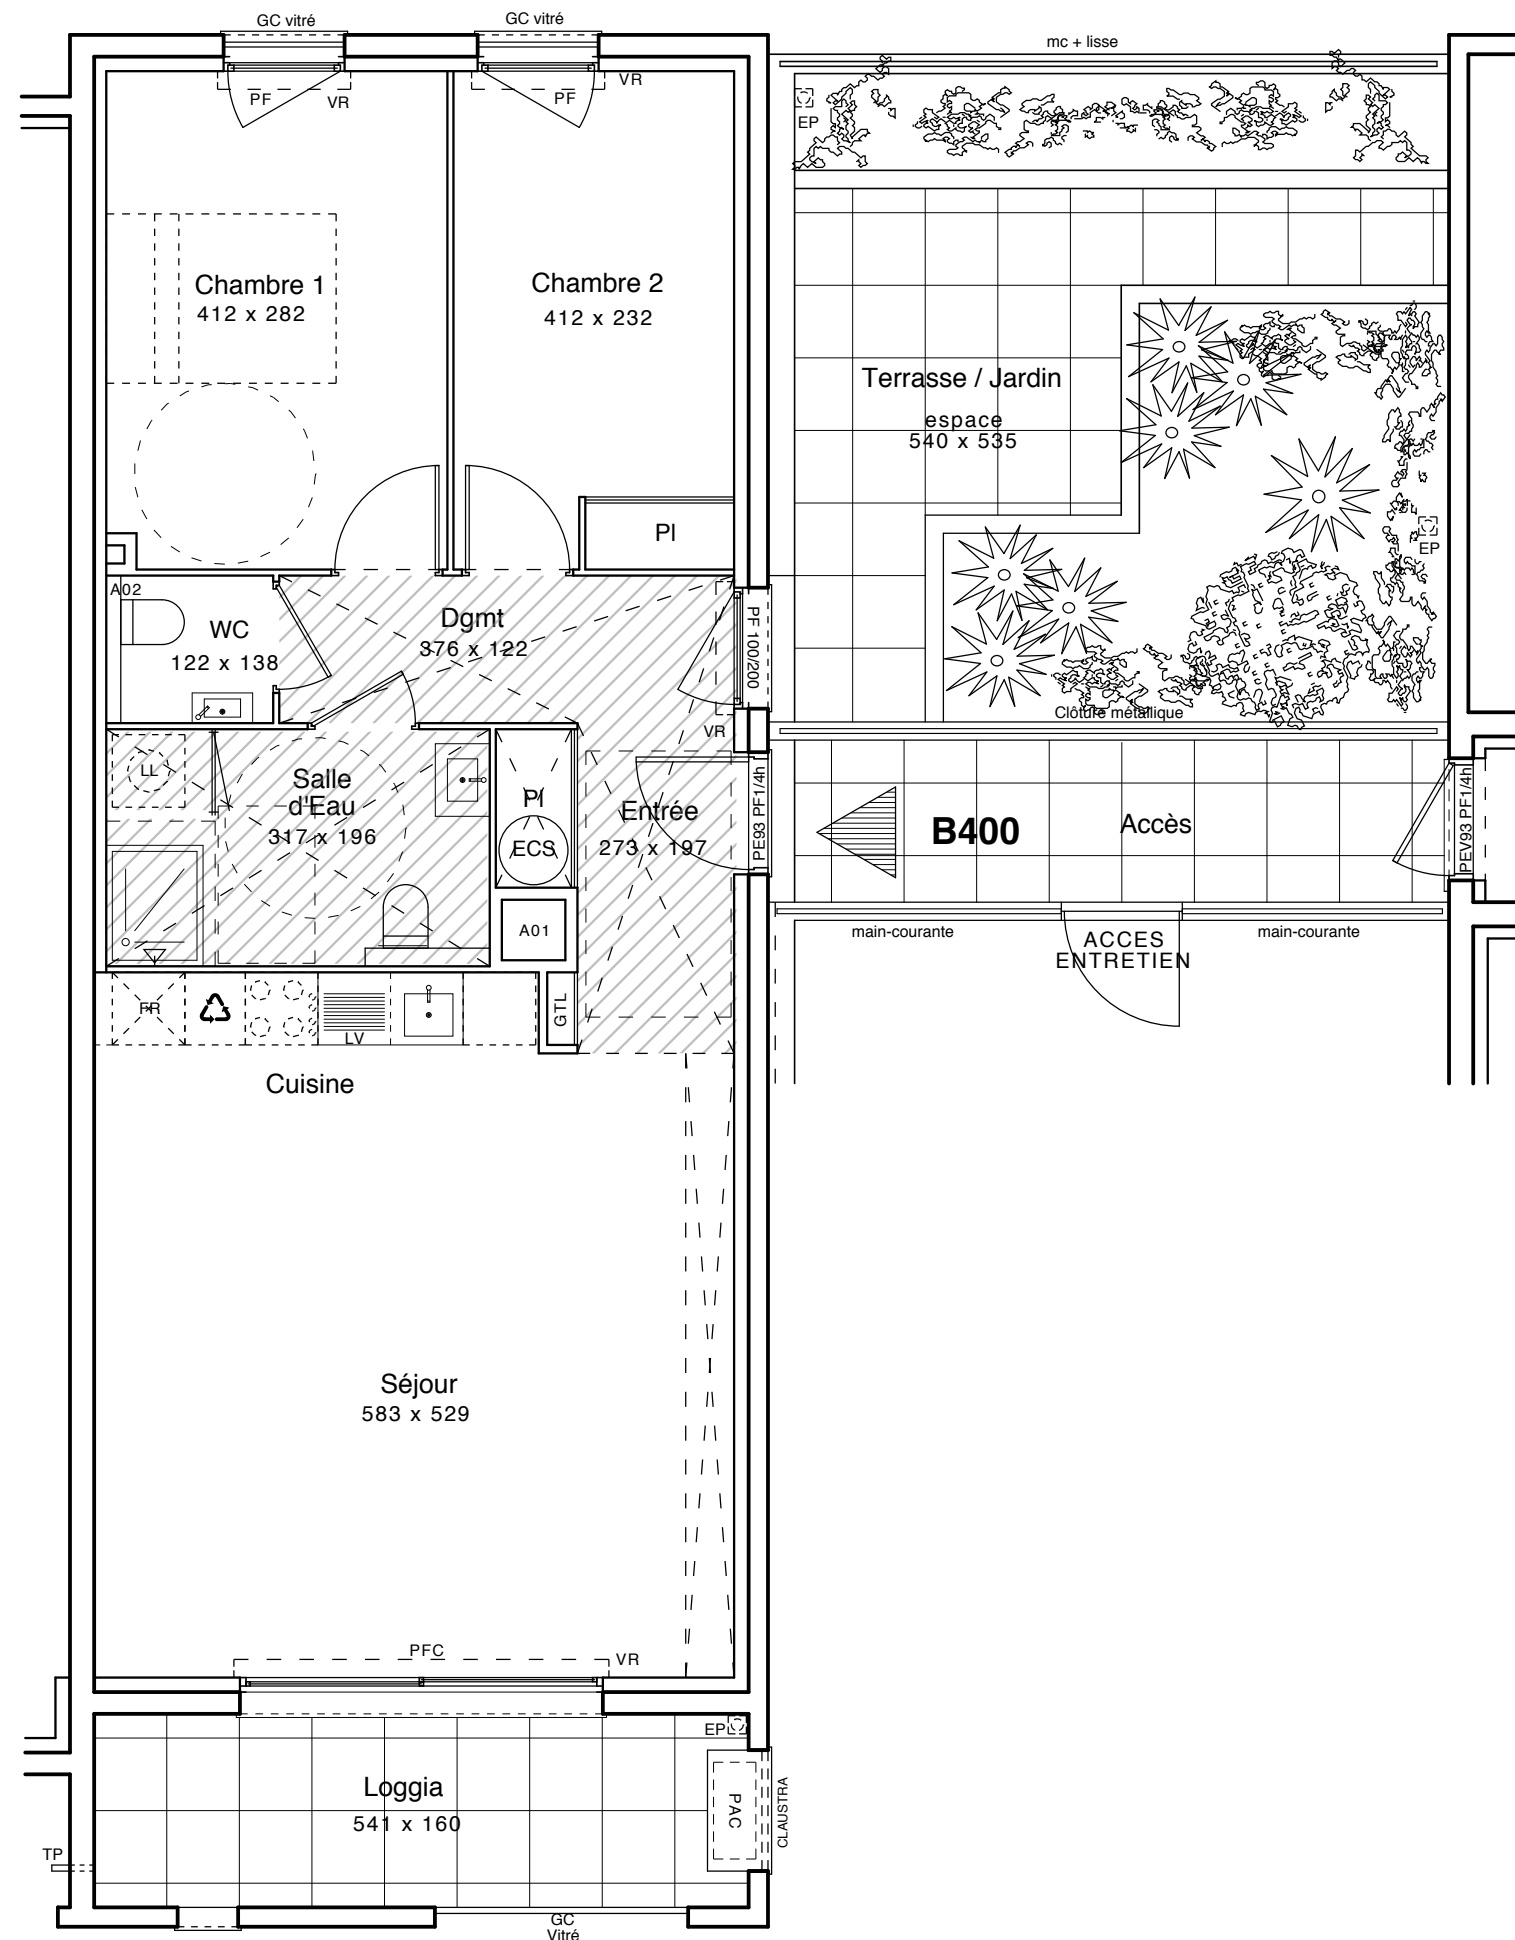 GC vitré
GC vitré
mc + lisse
PF
VR
PF
VR
EP
Chambre 1
412 x 282
Chambre 2
412 x 232
Terrasse / Jardin
espace
540 x 535
Pl
EP
A02
WC
122 x 138
Dgmt
376 x 122
PF 100/200
VR
Clôture métallique
LL
Salle
d'Eau
317 x 196
Pl
ECS
Entrée
273 x 197
PE93 PF1/4h
B400
Accès
PEV93 PF1/4h
A01
main-courante
main-courante
ACCES
ENTRETIEN
FR
LV
GTL
Cuisine
Séjour
583 x 529
PFC
VR
EP
Loggia
541 x 160
PAC
CLAUSTRA
TP
GC
Vitré